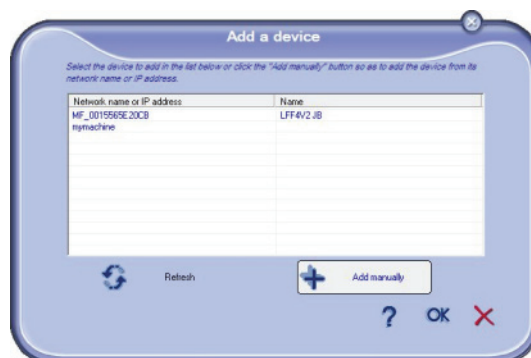 Add a device
Select the device to add in the list below or click the "Add manually" button so as to add the device from its
network name or IP address.
Network name or IP address Name
MF_0015565E20CB LFF4V2 JB
mymachine
Refresh Add manually
? OK